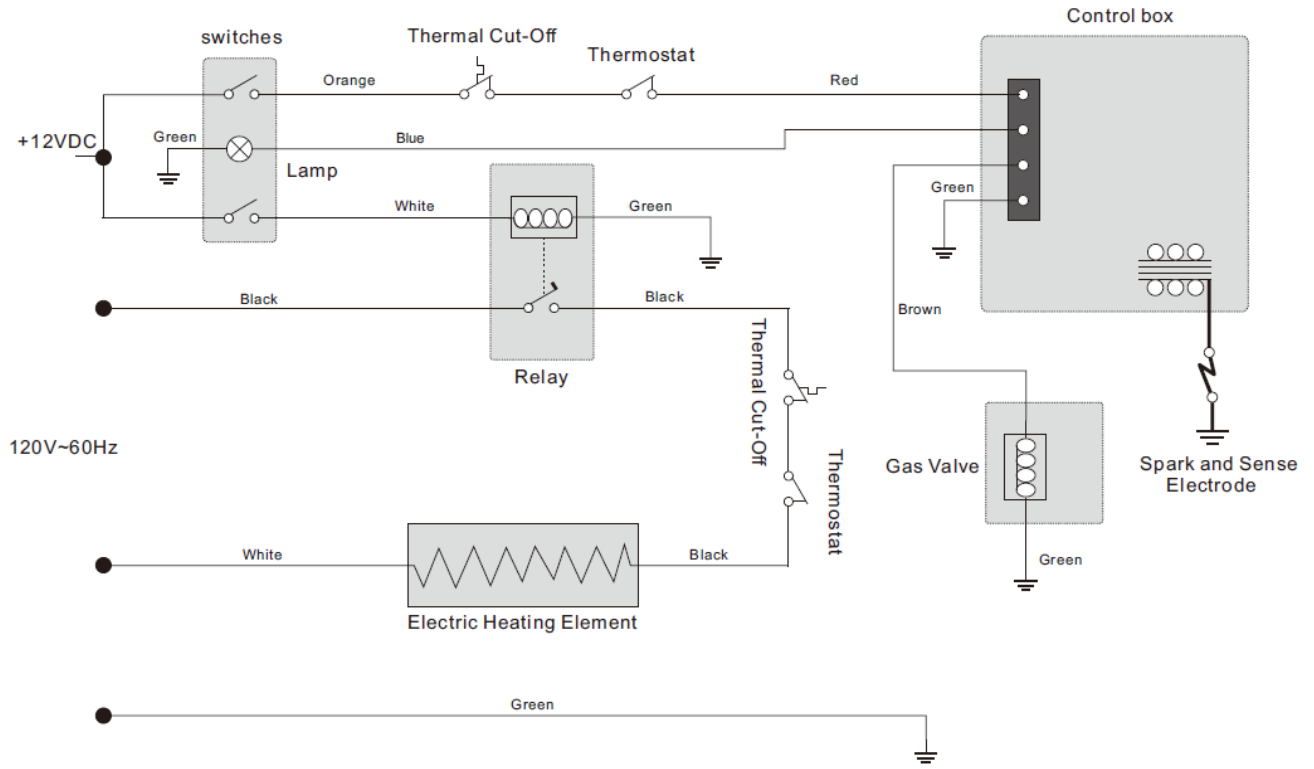 Control box
switches
Thermal Cut-Off
Thermostat
Orange
Red
+12VDC
Green
Blue
Lamp
White
Green
Green
Black
Black
Brown
Relay
Thermal Cut-Off
120V~60Hz
Thermostat
Gas Valve
Spark and Sense
Electrode
White
Black
Green
Electric Heating Element
Green